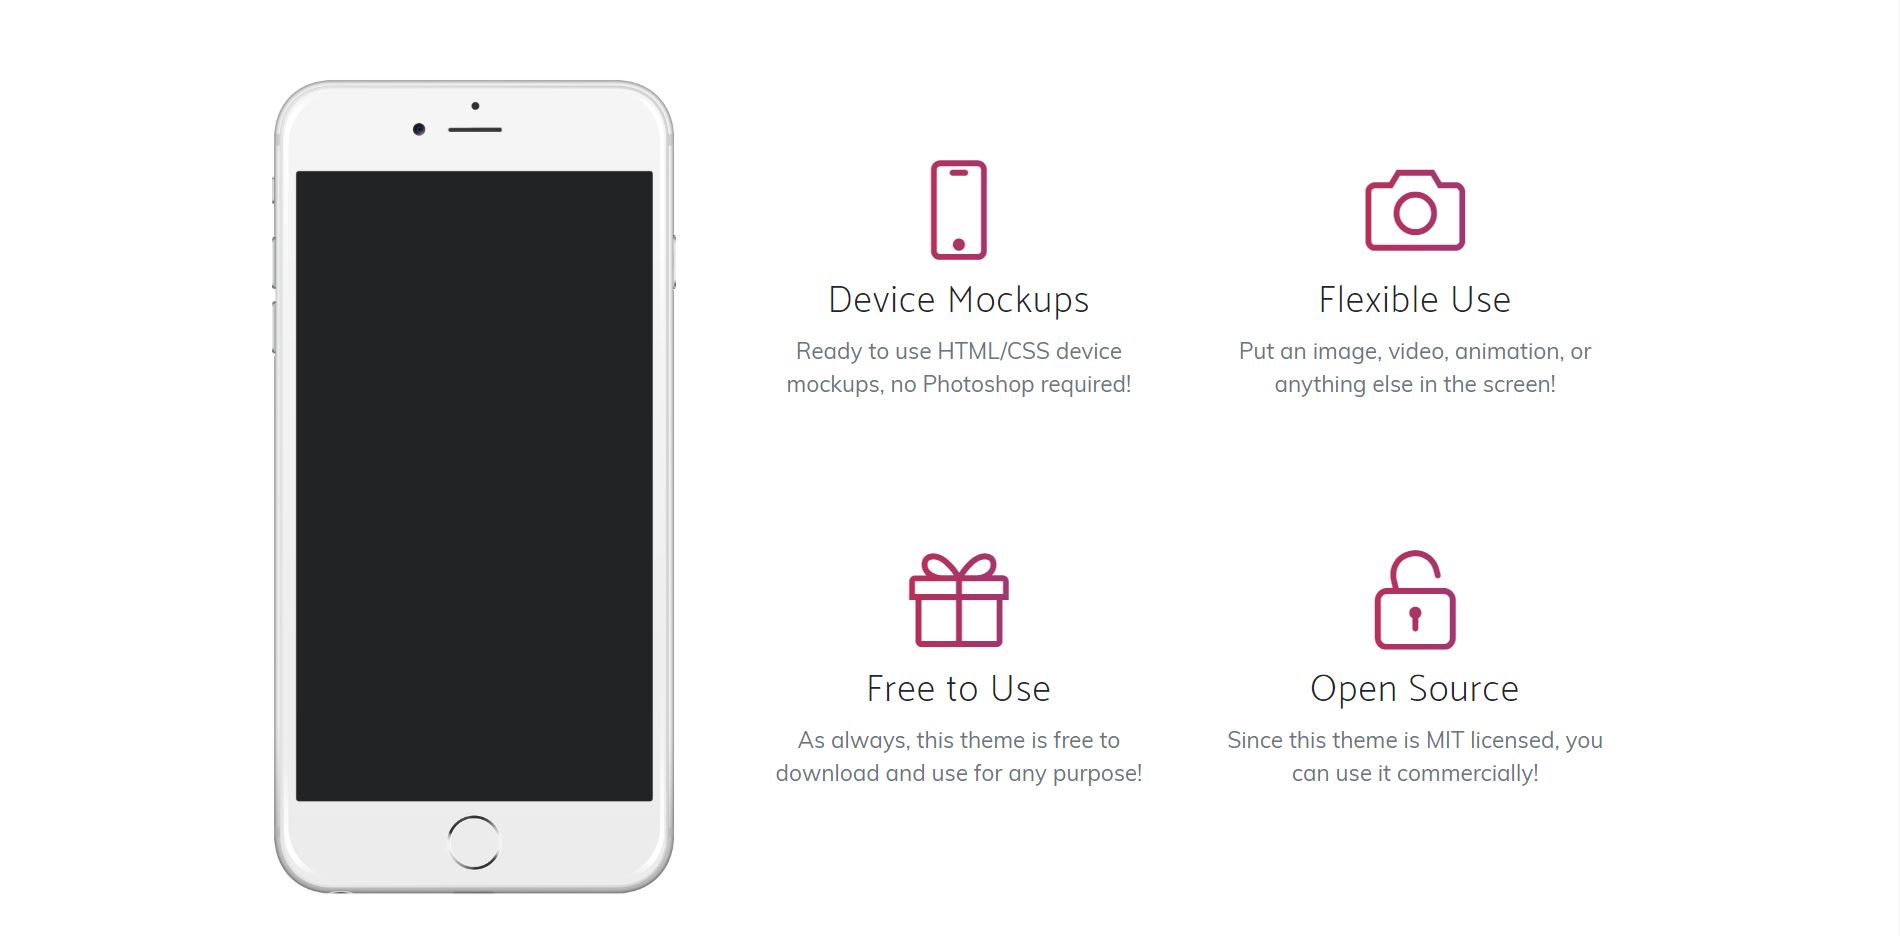 Device Mockups
Ready to use HTML/CSS device
mockups, no Photoshop required!
Flexible Use
Put an image, video, animation, or
anything else in the screen!
Free to Use
As always, this theme is free to
download and use for any purpose!
Open Source
Since this theme is MIT licensed, you
can use it commercially!